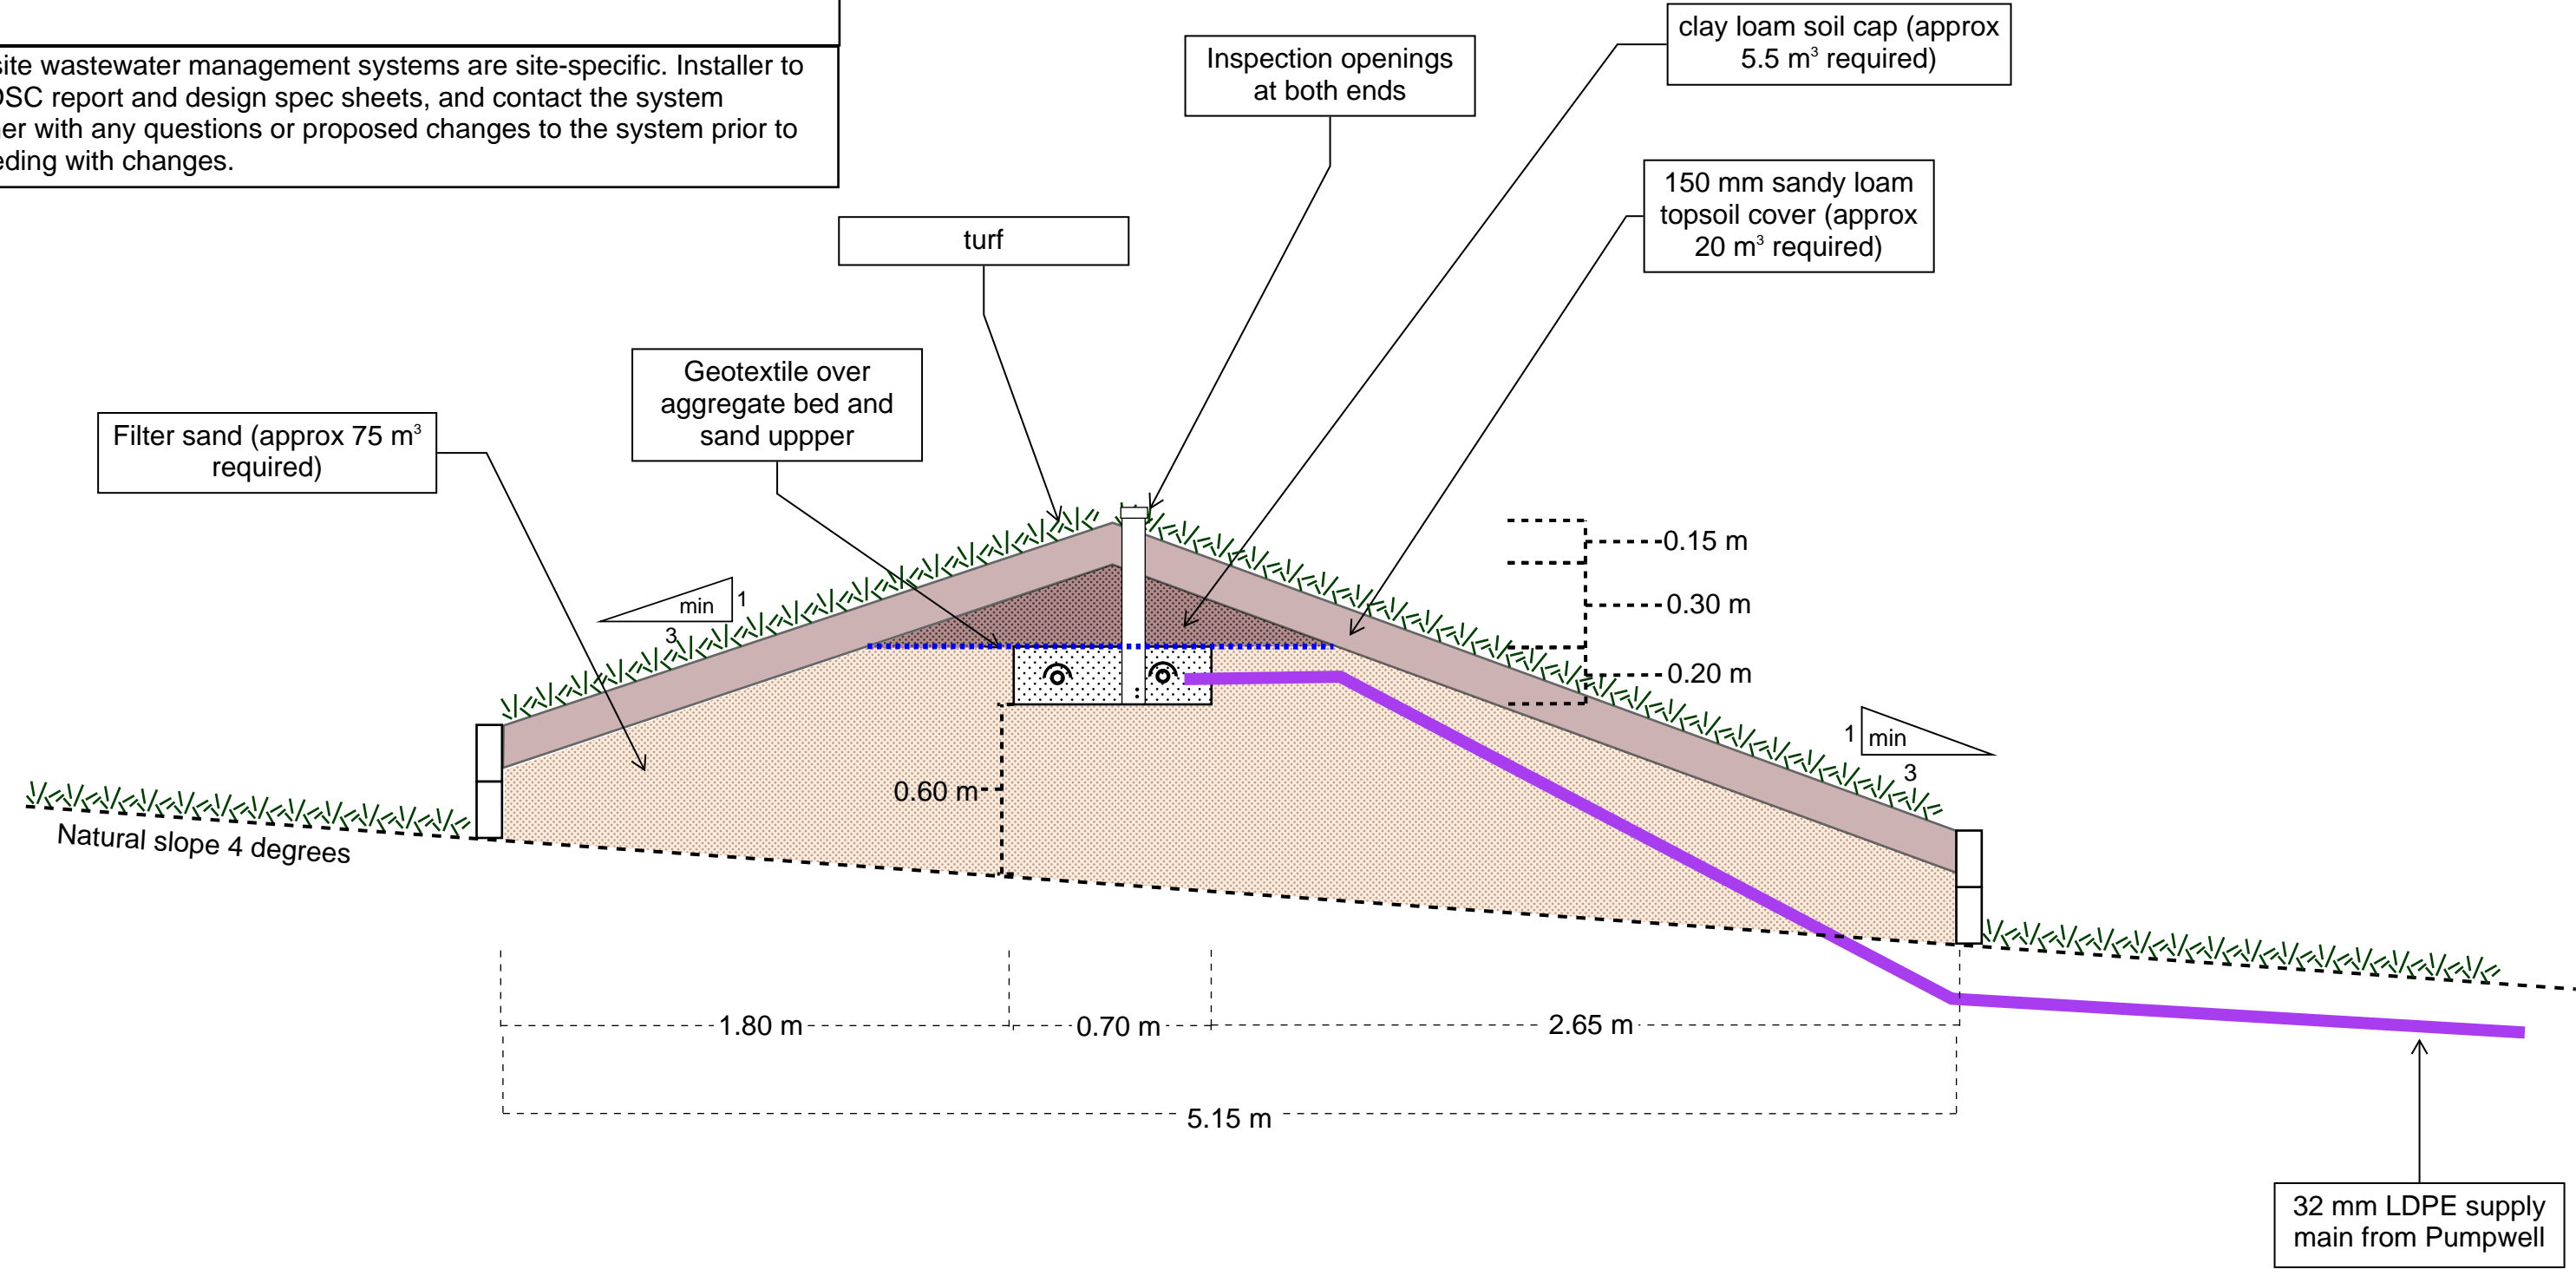 site wastewater management systems are site-specific. Installer to
OSC report and design spec sheets, and contact the system
er with any questions or proposed changes to the system prior to
eding with changes.
Inspection openings
at both ends
clay loam soil cap (approx
5.5 m³ required)
150 mm sandy loam
topsoil cover (approx
20 m³ required)
turf
Geotextile over
aggregate bed and
sand uppper
Filter sand (approx 75 m³
required)
0.15 m
0.30 m
0.20 m
min
1
3
1
min
3
0.60 m
Natural slope 4 degrees
1.80 m
0.70 m
2.65 m
5.15 m
32 mm LDPE supply
main from Pumpwell